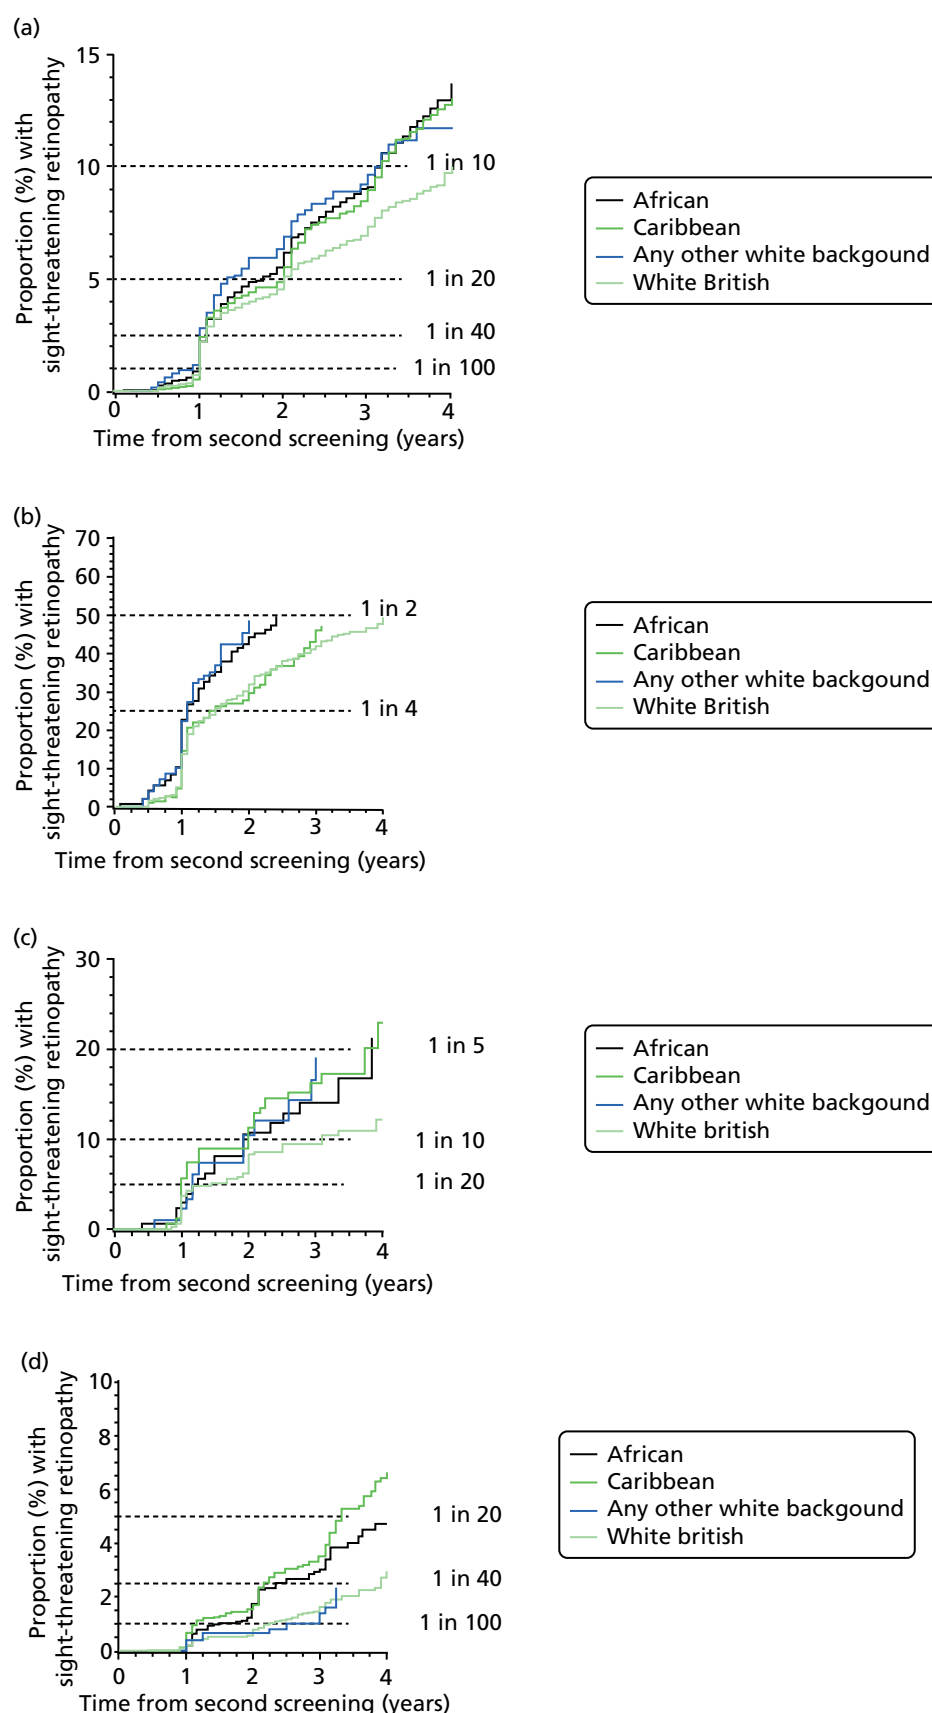 (a)
Proportion (%) with
sight-threatening retinopathy
15
10
5
0
1 in 10
1 in 20
1 in 40
1 in 100
0 1 2 3 4
Time from second screening (years)
African
Caribbean
Any other white backgound
White British
(b)
Proportion (%) with
sight-threatening retinopathy
70
60
50
40
30
20
10
0
1 in 2
1 in 4
0 1 2 3 4
Time from second screening (years)
African
Caribbean
Any other white backgound
White British
(c)
Proportion (%) with
sight-threatening retinopathy
30
20
10
0
1 in 5
1 in 10
1 in 20
0 1 2 3 4
Time from second screening (years)
African
Caribbean
Any other white backgound
White british
(d)
Proportion (%) with
sight-threatening retinopathy
10
8
6
4
2
0
1 in 20
1 in 40
1 in 100
0 1 2 3 4
Time from second screening (years)
African
Caribbean
Any other white backgound
White british